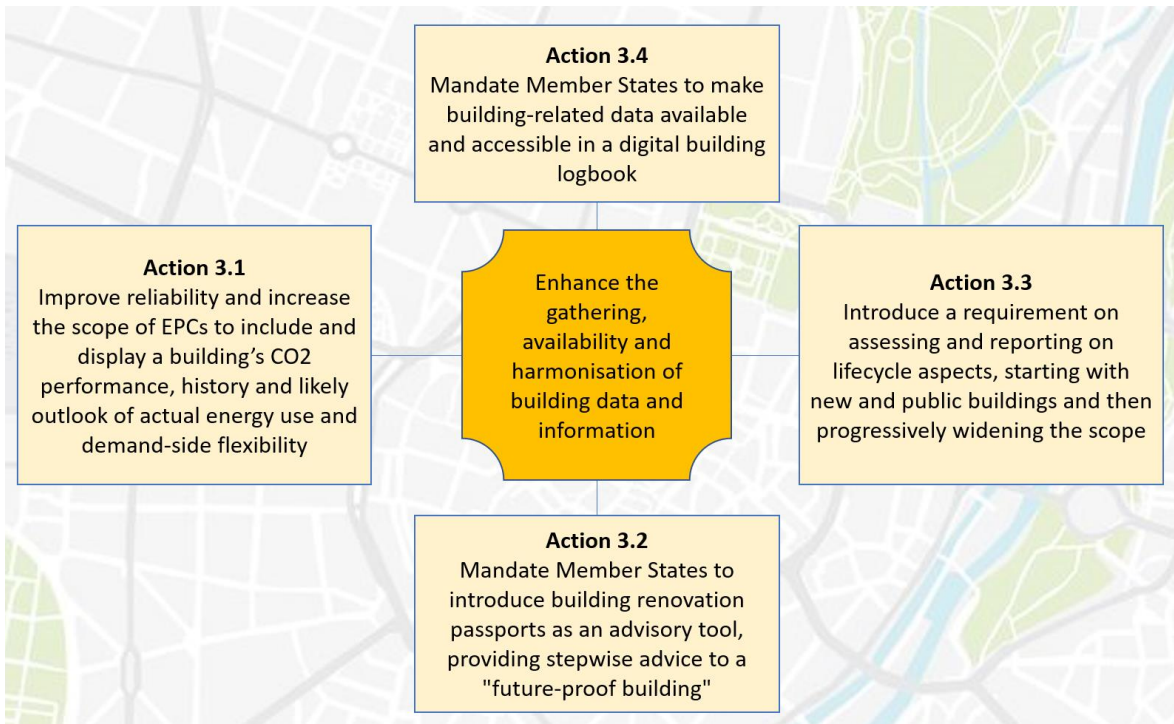 Action 3.4
Mandate Member States to make
building-related data available
and accessible in a digital building
logbook
Action 3.1
Improve reliability and increase
the scope of EPCs to include and
display a building’s CO2
performance, history and likely
outlook of actual energy use and
demand-side flexibility
Enhance the
gathering,
availability and
harmonisation of
building data and
information
Action 3.3
Introduce a requirement on
assessing and reporting on
lifecycle aspects, starting with
new and public buildings and then
progressively widening the scope
Action 3.2
Mandate Member States to
introduce building renovation
passports as an advisory tool,
providing stepwise advice to a
"future-proof building"